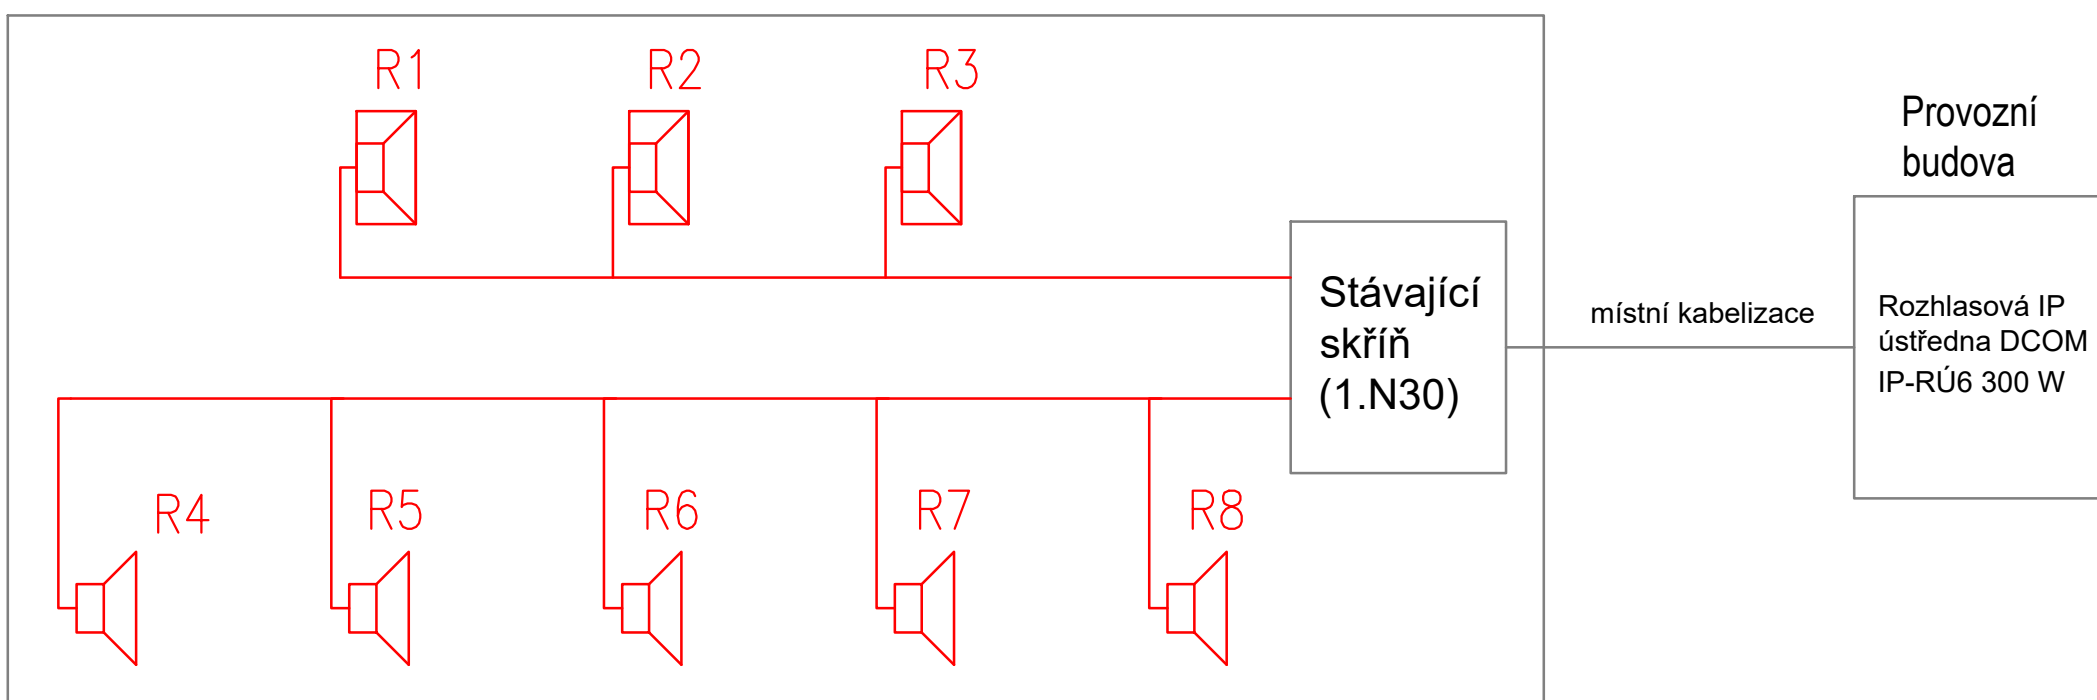 R1
R2
R3
Provozní
budova
Stávající
skříň
(1.N30)
místní kabelizace
Rozhlasová IP
ústředna DCOM
IP-RÚ6 300 W
R4
R5
R6
R7
R8